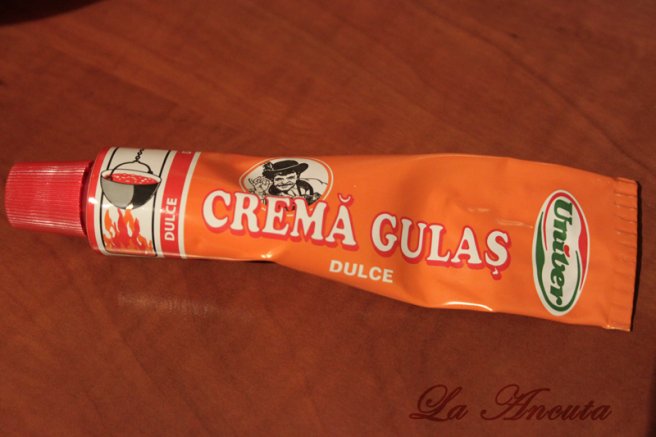 DULCE
CREMĂ GULAȘ
DULCE
Univer
La Ancuta